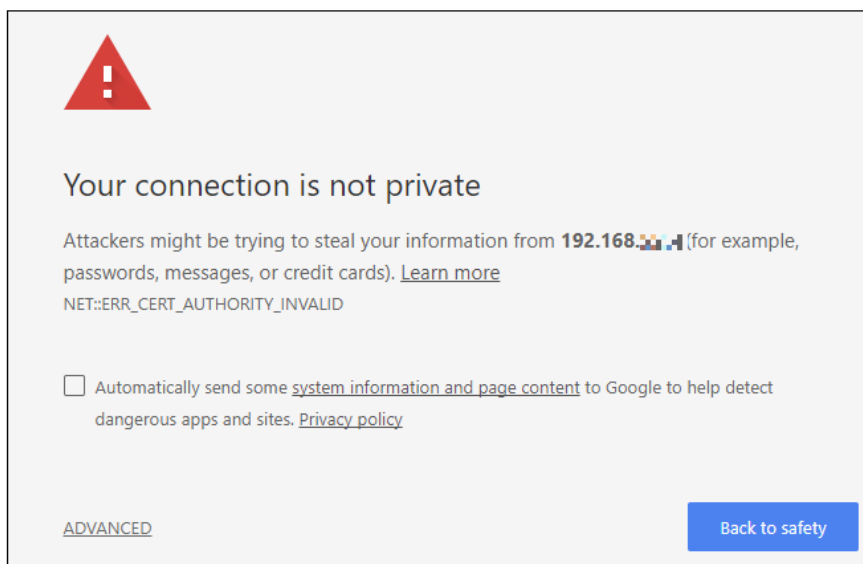 Your connection is not private
Attackers might be trying to steal your information from 192.168. (for example,
passwords, messages, or credit cards). Learn more
NET::ERR_CERT_AUTHORITY_INVALID
Automatically send some system information and page content to Google to help detect
dangerous apps and sites. Privacy policy
ADVANCED
Back to safety